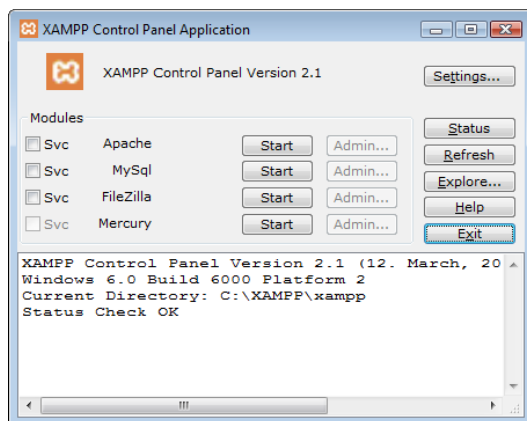 XAMPP Control Panel Application
XAMPP Control Panel Version 2.1
Settings...
Modules
Svc Apache Start Admin...
Svc MySql Start Admin...
Svc FileZilla Start Admin...
Svc Mercury Start Admin...
Status
Refresh
Explore...
Help
Exit
XAMPP Control Panel Version 2.1 (12. March, 20
Windows 6.0 Build 6000 Platform 2
Current Directory: C:\XAMPP\xampp
Status Check OK